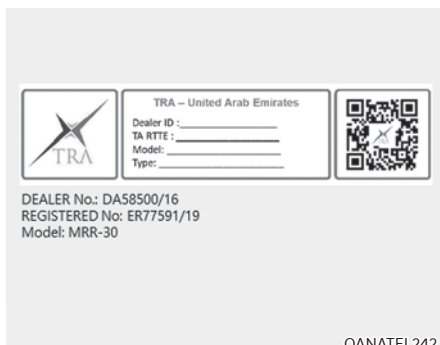 TRA
TRA – United Arab Emirates
Dealer ID :
TA RTTE :
Model:
Type:
DEALER No.: DA58500/16
REGISTERED No: ER77591/19
Model: MRR-30
OANATEL242